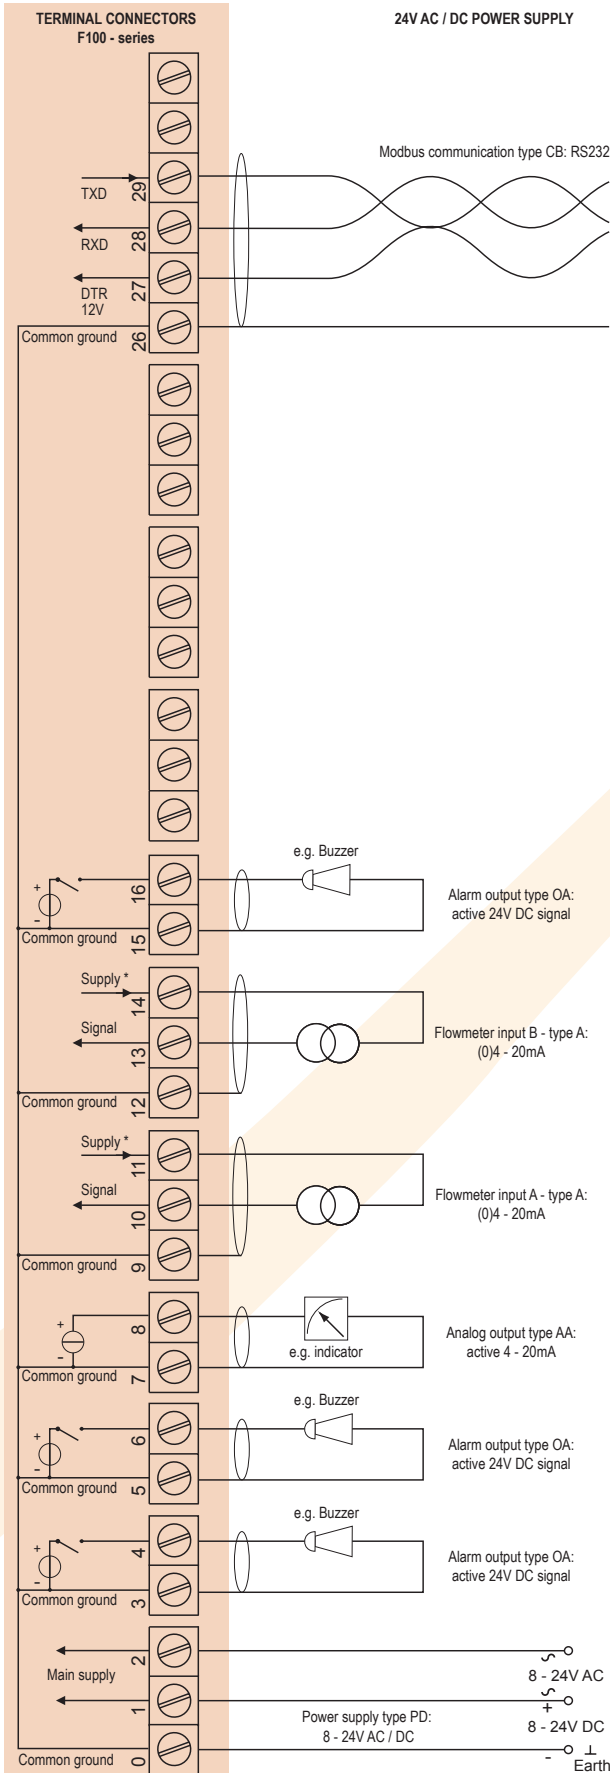 TERMINAL CONNECTORS
F100 - series
24V AC / DC POWER SUPPLY
Modbus communication type CB: RS232
TXD
29
RXD
28
DTR
12V
27
Common ground
26
e.g. Buzzer
+
-
16
Alarm output type OA:
active 24V DC signal
Common ground
15
Supply *
14
Signal
13
Flowmeter input B - type A:
(0)4 - 20mA
Common ground
12
Supply *
11
Signal
10
Flowmeter input A - type A:
(0)4 - 20mA
Common ground
9
+
-
8
e.g. indicator
Analog output type AA:
active 4 - 20mA
Common ground
7
e.g. Buzzer
+
-
6
Alarm output type OA:
active 24V DC signal
Common ground
5
e.g. Buzzer
+
-
4
Alarm output type OA:
active 24V DC signal
Common ground
3
2
Main supply
8 - 24V AC
1
+
Power supply type PD:
8 - 24V AC / DC
8 - 24V DC
Common ground
0
-
Earth